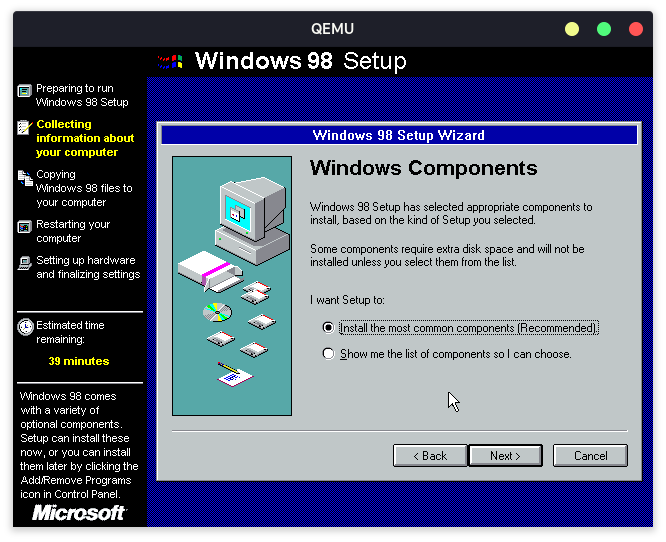 QEMU
Windows 98 Setup
Preparing to run
Windows 98 Setup
Collecting
information about
your computer
Copying
Windows 98 files to
your computer
Restarting your
computer
Setting up hardware
and finalizing settings
Estimated time
remaining:
39 minutes
Windows 98 comes
with a variety of
optional components.
Setup can install these
now, or you can install
them later by clicking the
Add/Remove Programs
icon in Control Panel.
Microsoft
Windows 98 Setup Wizard
Windows Components
Windows 98 Setup has selected appropriate components to
install, based on the kind of Setup you selected.
Some components require extra disk space and will not be
installed unless you select them from the list.
I want Setup to:
Install the most common components (Recommended).
Show me the list of components so I can choose.
< Back
Next >
Cancel